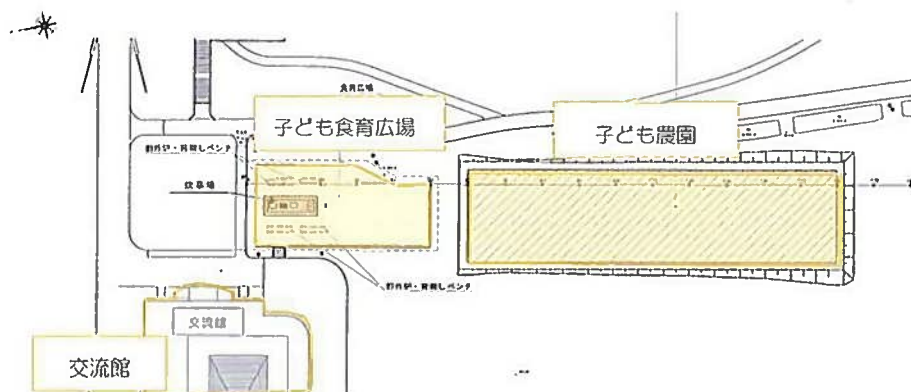 食育広場
子ども食育広場
子ども農園
野外炉・背無しベンチ
炊事場
野外炉・背無しベンチ
交流館
交流館